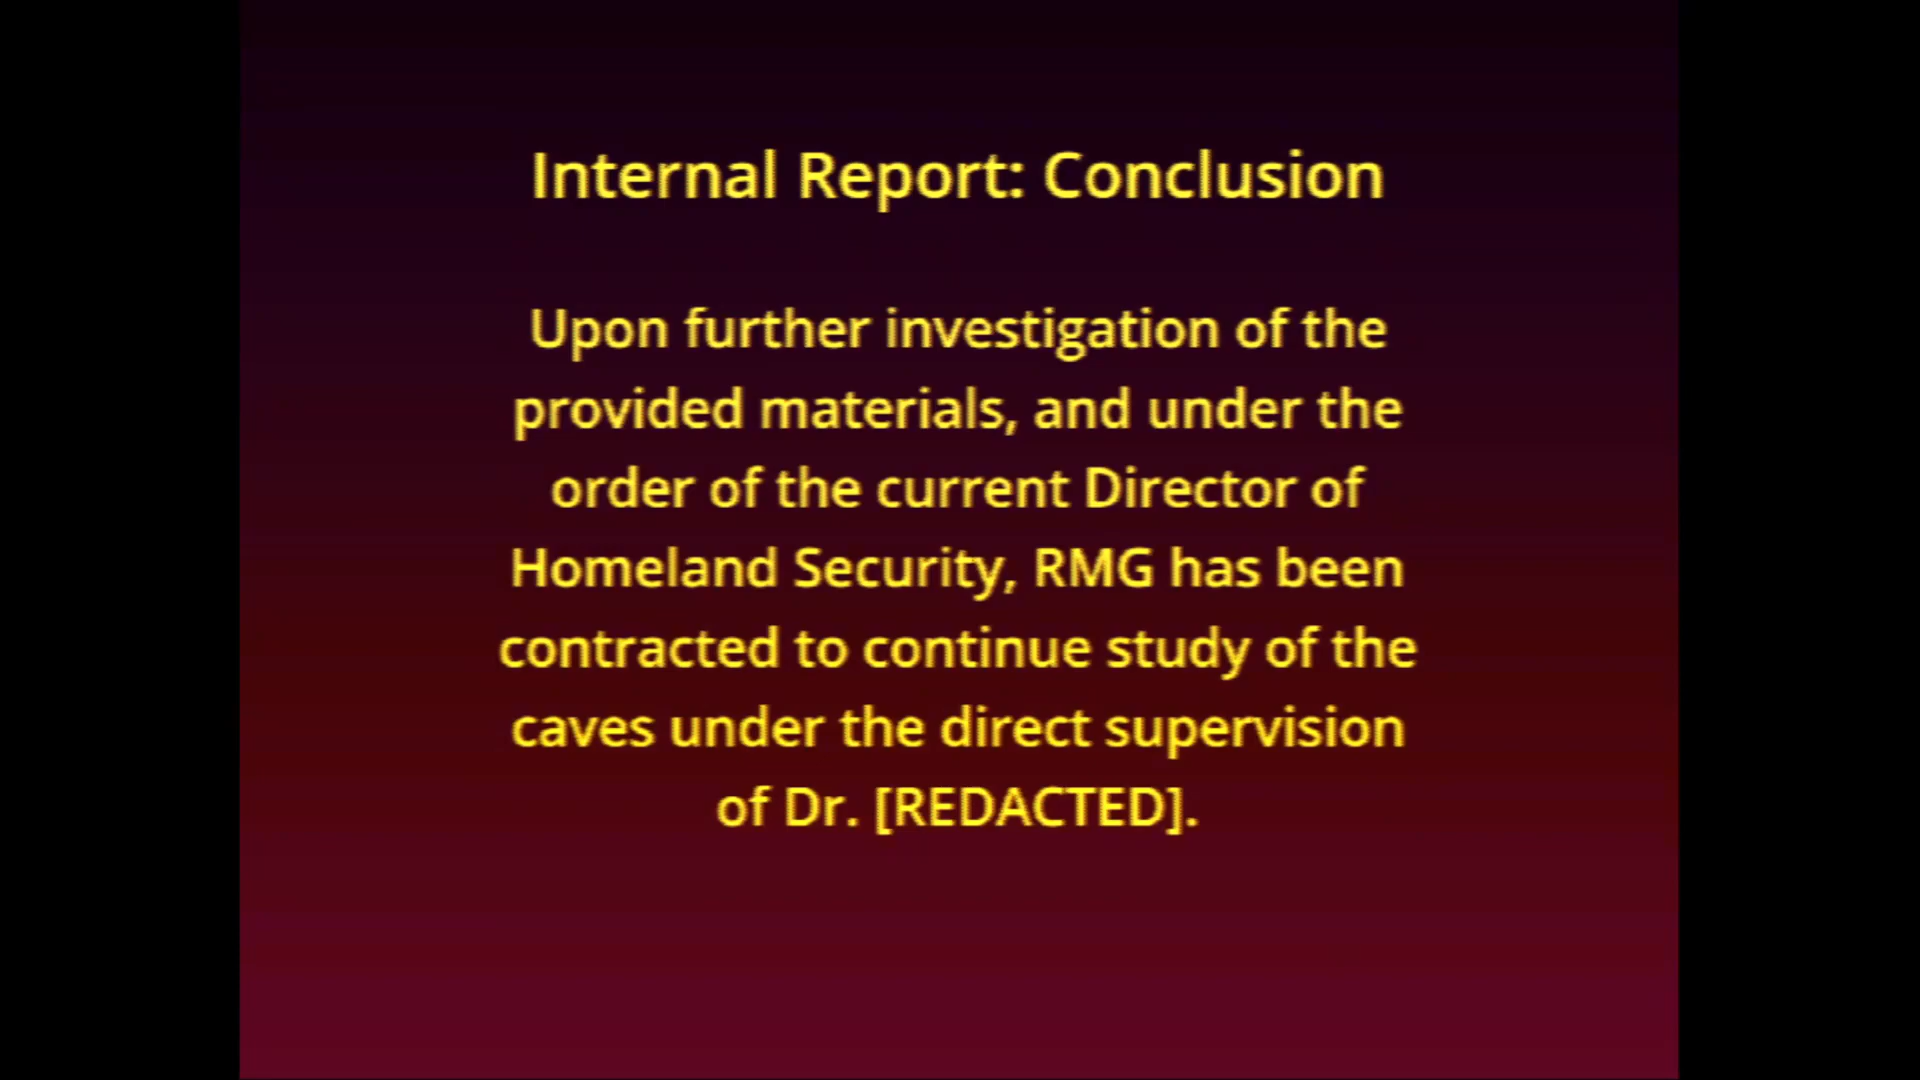 Internal Report: Conclusion
Upon further investigation of the
provided materials, and under the
order of the current Director of
Homeland Security, RMG has been
contracted to continue study of the
caves under the direct supervision
of Dr. [REDACTED].